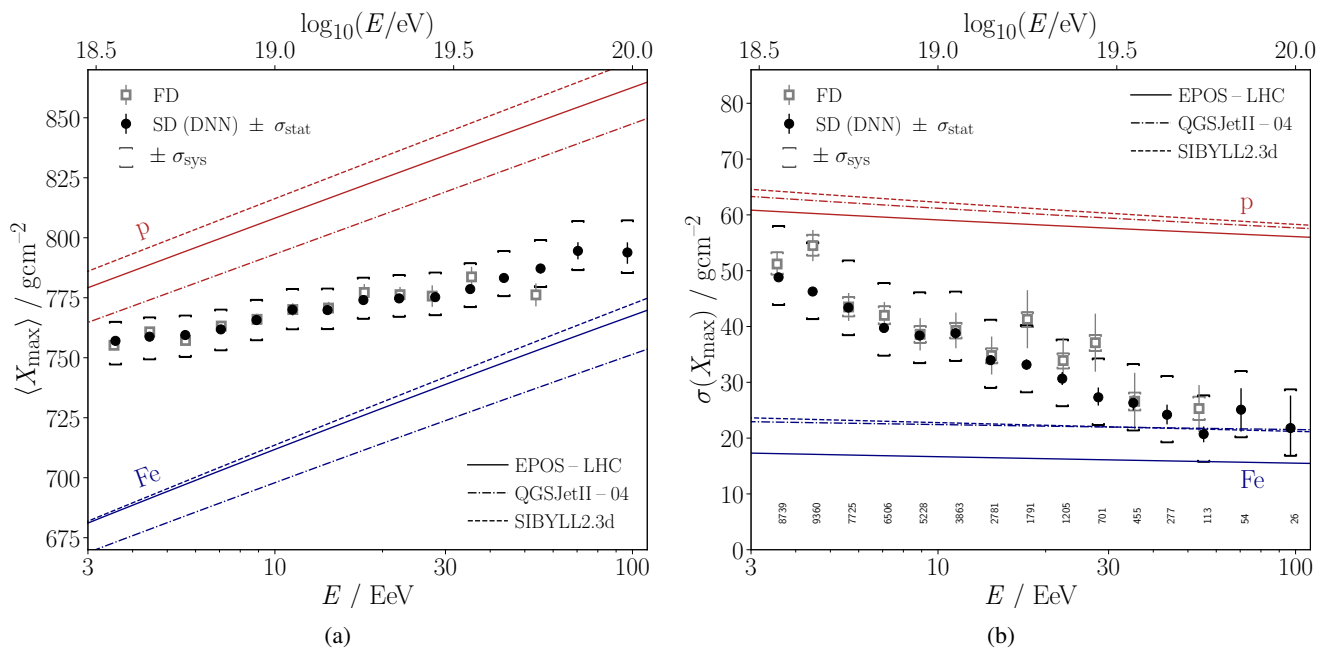 log₁₀(E/eV)
18.5 19.0 19.5 20.0
FD
SD (DNN) ± σstat
± σsys
p
Fe
EPOS – LHC
QGSJetII – 04
SIBYLL2.3d
850
825
800
775
750
725
700
675
⟨Xmax⟩ / gcm⁻²
3 10 30 100
E / EeV
(a)
log₁₀(E/eV)
18.5 19.0 19.5 20.0
FD
SD (DNN) ± σstat
± σsys
EPOS – LHC
QGSJetII – 04
SIBYLL2.3d
p
Fe
80
70
60
50
40
30
20
10
0
σ(Xmax) / gcm⁻²
8739 9360 7725 6506 5228 3863 2781 1791 1205 701 455 277 113 54 26
3 10 30 100
E / EeV
(b)